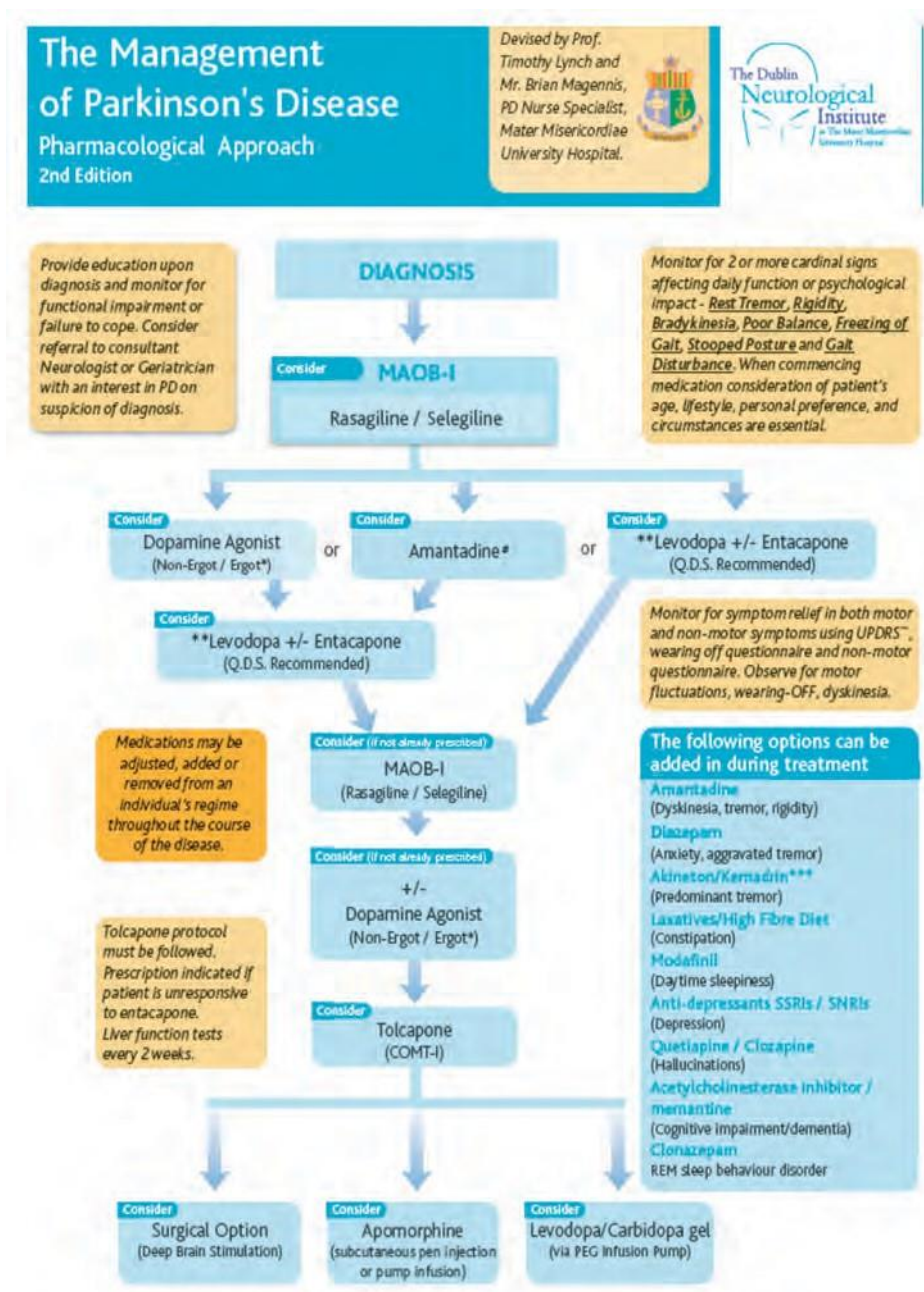 The Management
of Parkinson's Disease
Pharmacological Approach
2nd Edition
Devised by Prof.
Timothy Lynch and
Mr. Brian Magennis,
PD Nurse Specialist,
Mater Misericordiae
University Hospital.
The Dublin
Neurological
Institute
at The Mater Misericordiae
University Hospital
Provide education upon
diagnosis and monitor for
functional impairment or
failure to cope. Consider
referral to consultant
Neurologist or Geriatrician
with an interest in PD on
suspicion of diagnosis.
DIAGNOSIS
Consider
MAOB-I
Rasagiline / Selegiline
Monitor for 2 or more cardinal signs
affecting daily function or psychological
impact - Rest Tremor, Rigidity,
Bradykinesia, Poor Balance, Freezing of
Gait, Stooped Posture and Gait
Disturbance. When commencing
medication consideration of patient's
age, lifestyle, personal preference, and
circumstances are essential.
Consider
Dopamine Agonist
(Non-Ergot / Ergot*)
or
Consider
Amantadine#
or
Consider
**Levodopa +/- Entacapone
(Q.D.S. Recommended)
Consider
**Levodopa +/- Entacapone
(Q.D.S. Recommended)
Monitor for symptom relief in both motor
and non-motor symptoms using UPDRS~,
wearing off questionnaire and non-motor
questionnaire. Observe for motor
fluctuations, wearing-OFF, dyskinesia.
Medications may be
adjusted, added or
removed from an
individual's regime
throughout the course
of the disease.
Consider (if not already prescribed)
MAOB-I
(Rasagiline / Selegiline)
Consider (if not already prescribed)
+/-
Dopamine Agonist
(Non-Ergot / Ergot*)
Tolcapone protocol
must be followed.
Prescription indicated if
patient is unresponsive
to entacapone.
Liver function tests
every 2 weeks.
Consider
Tolcapone
(COMT-I)
The following options can be
added in during treatment
Amantadine
(Dyskinesia, tremor, rigidity)
Diazepam
(Anxiety, aggravated tremor)
Akineton/Kemadrin***
(Predominant tremor)
Laxatives/High Fibre Diet
(Constipation)
Modafinil
(Daytime sleepiness)
Anti-depressants SSRIs / SNRIs
(Depression)
Quetiapine / Clozapine
(Hallucinations)
Acetylcholinesterase inhibitor /
memantine
(Cognitive impairment/dementia)
Clonazepam
REM sleep behaviour disorder
Consider
Surgical Option
(Deep Brain Stimulation)
Consider
Apomorphine
(subcutaneous pen injection
or pump infusion)
Consider
Levodopa/Carbidopa gel
(via PEG Infusion Pump)